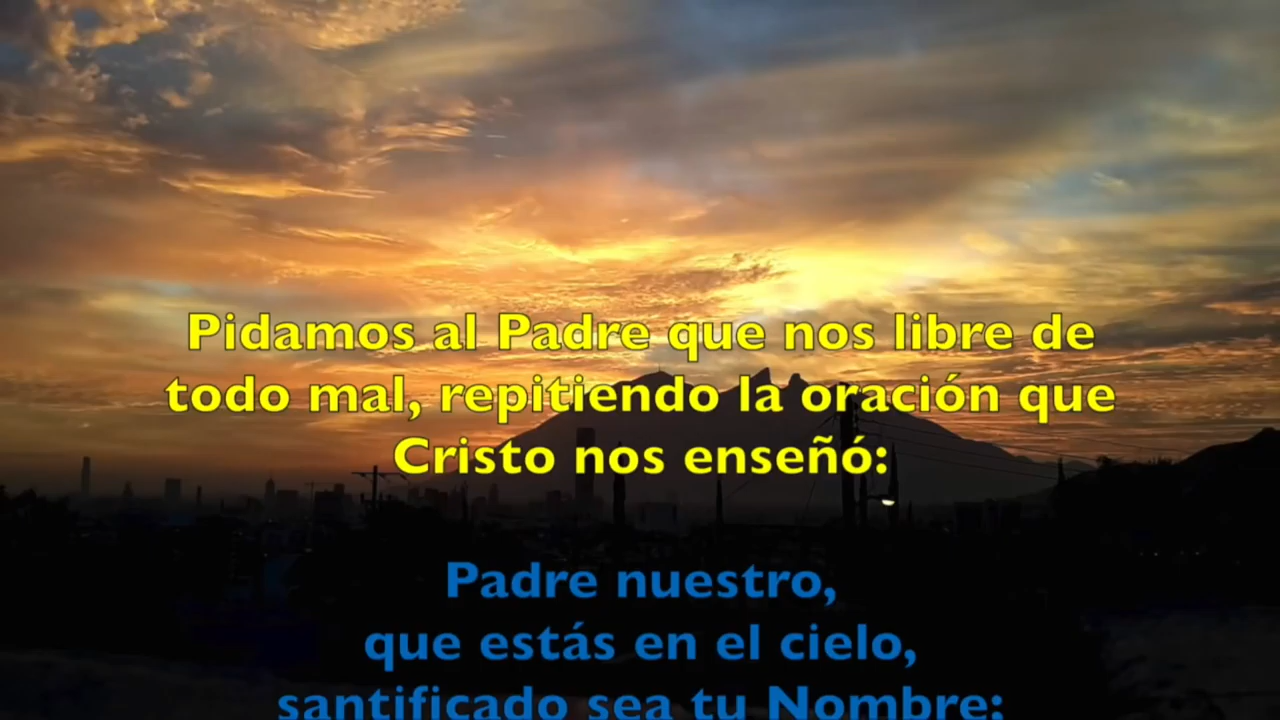 Pidamos al Padre que nos libre de
todo mal, repitiendo la oración que
Cristo nos enseñó:
Padre nuestro,
que estás en el cielo,
santificado sea tu Nombre;